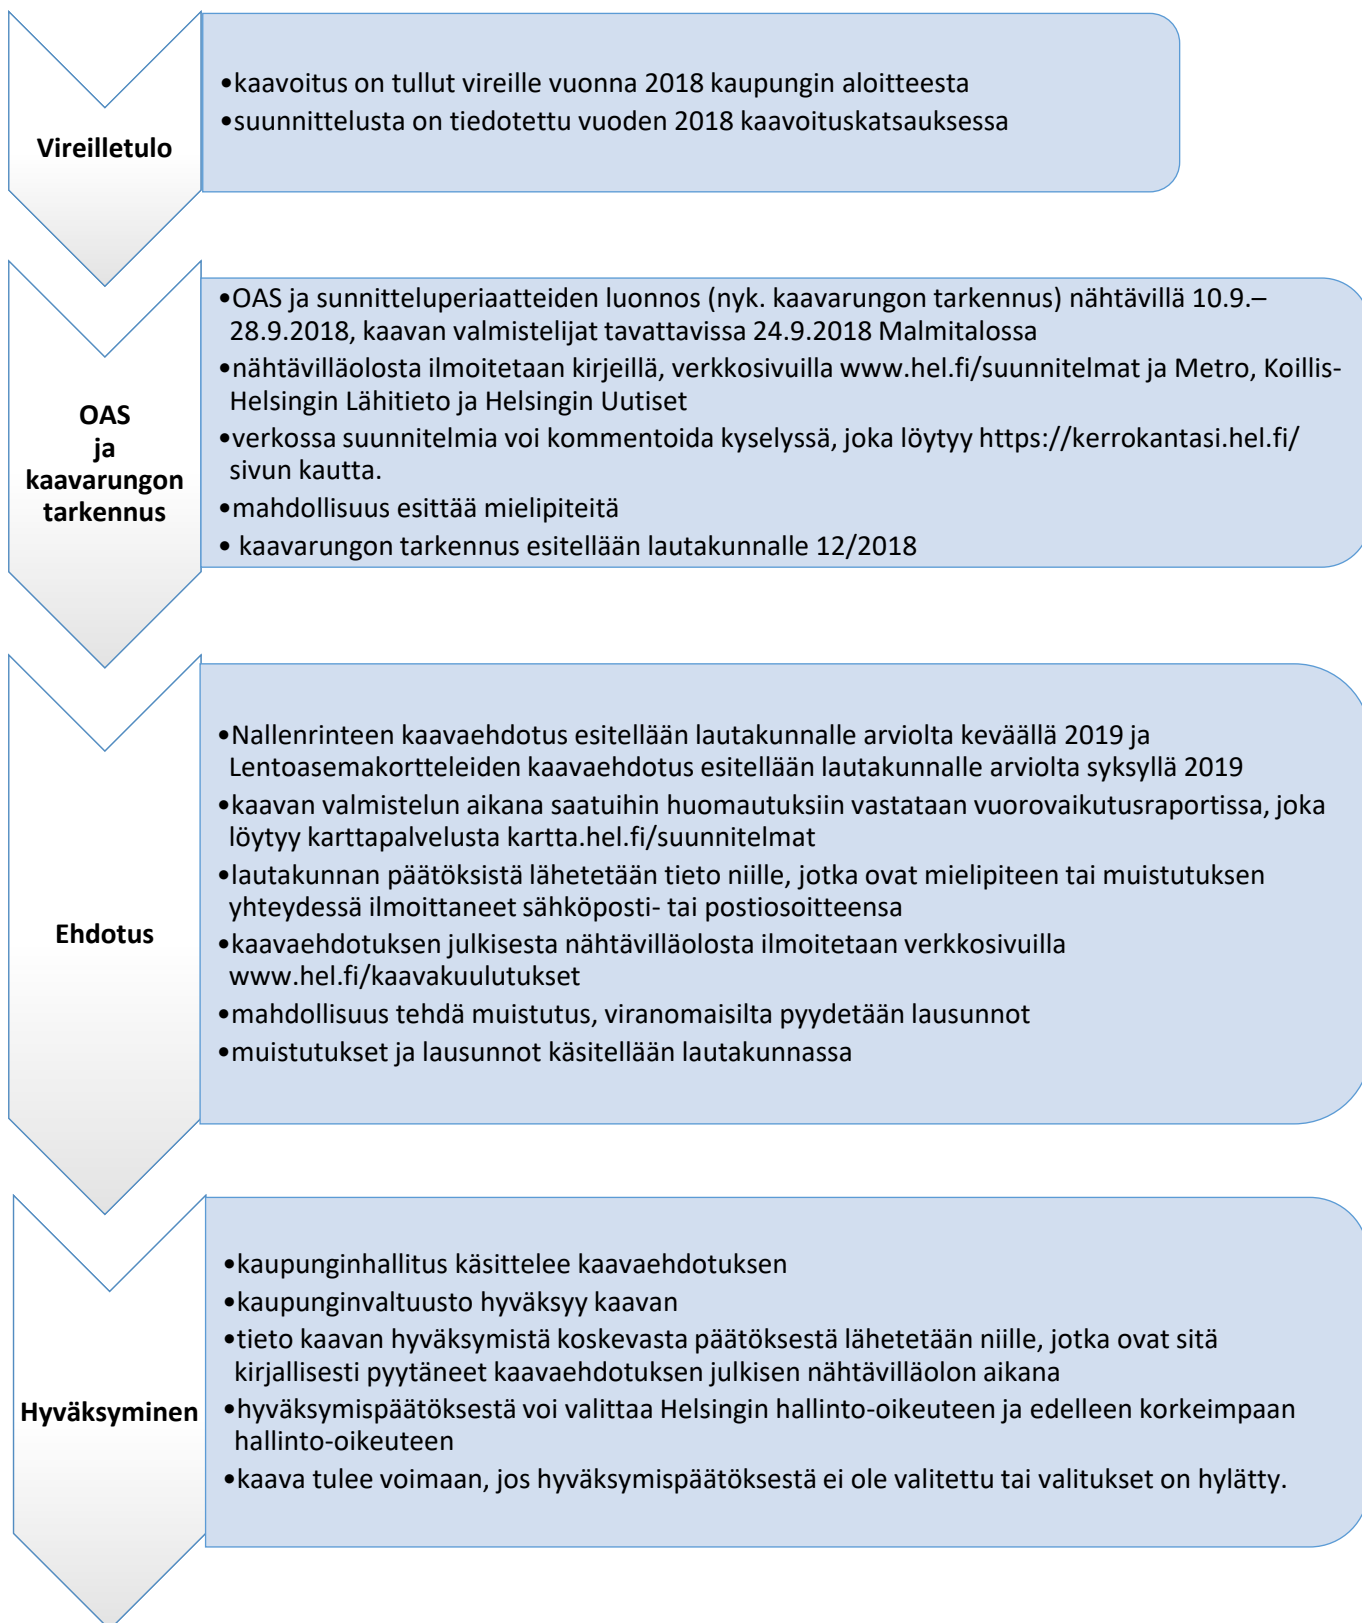 Vireilletulo
•kaavoitus on tullut vireille vuonna 2018 kaupungin aloitteesta
•suunnittelusta on tiedotettu vuoden 2018 kaavoituskatsauksessa
OAS
ja
kaavarungon
tarkennus
•OAS ja sunnitteluperiaatteiden luonnos (nyk. kaavarungon tarkennus) nähtävillä 10.9.–
28.9.2018, kaavan valmistelijat tavattavissa 24.9.2018 Malmitalossa
•nähtävilläolosta ilmoitetaan kirjeillä, verkkosivuilla www.hel.fi/suunnitelmat ja Metro, Koillis-
Helsingin Lähitieto ja Helsingin Uutiset
•verkossa suunnitelmia voi kommentoida kyselyssä, joka löytyy https://kerrokantasi.hel.fi/
sivun kautta.
•mahdollisuus esittää mielipiteitä
• kaavarungon tarkennus esitellään lautakunnalle 12/2018
Ehdotus
•Nallenrinteen kaavaehdotus esitellään lautakunnalle arviolta keväällä 2019 ja
Lentoasemakortteleiden kaavaehdotus esitellään lautakunnalle arviolta syksyllä 2019
•kaavan valmistelun aikana saatuihin huomautuksiin vastataan vuorovaikutusraportissa, joka
löytyy karttapalvelusta kartta.hel.fi/suunnitelmat
•lautakunnan päätöksistä lähetetään tieto niille, jotka ovat mielipiteen tai muistutuksen
yhteydessä ilmoittaneet sähköposti- tai postiosoitteensa
•kaavaehdotuksen julkisesta nähtävilläolosta ilmoitetaan verkkosivuilla
www.hel.fi/kaavakuulutukset
•mahdollisuus tehdä muistutus, viranomaisilta pyydetään lausunnot
•muistutukset ja lausunnot käsitellään lautakunnassa
Hyväksyminen
•kaupunginhallitus käsittelee kaavaehdotuksen
•kaupunginvaltuusto hyväksyy kaavan
•tieto kaavan hyväksymistä koskevasta päätöksestä lähetetään niille, jotka ovat sitä
kirjallisesti pyytäneet kaavaehdotuksen julkisen nähtävilläolon aikana
•hyväksymispäätöksestä voi valittaa Helsingin hallinto-oikeuteen ja edelleen korkeimpaan
hallinto-oikeuteen
•kaava tulee voimaan, jos hyväksymispäätöksestä ei ole valitettu tai valitukset on hylätty.